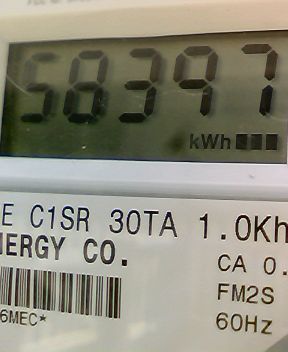 58397
kWh
E C1SR 30TA 1.0Kh
NERGY CO.
CA 0.
FM2S
6MEC*
60Hz